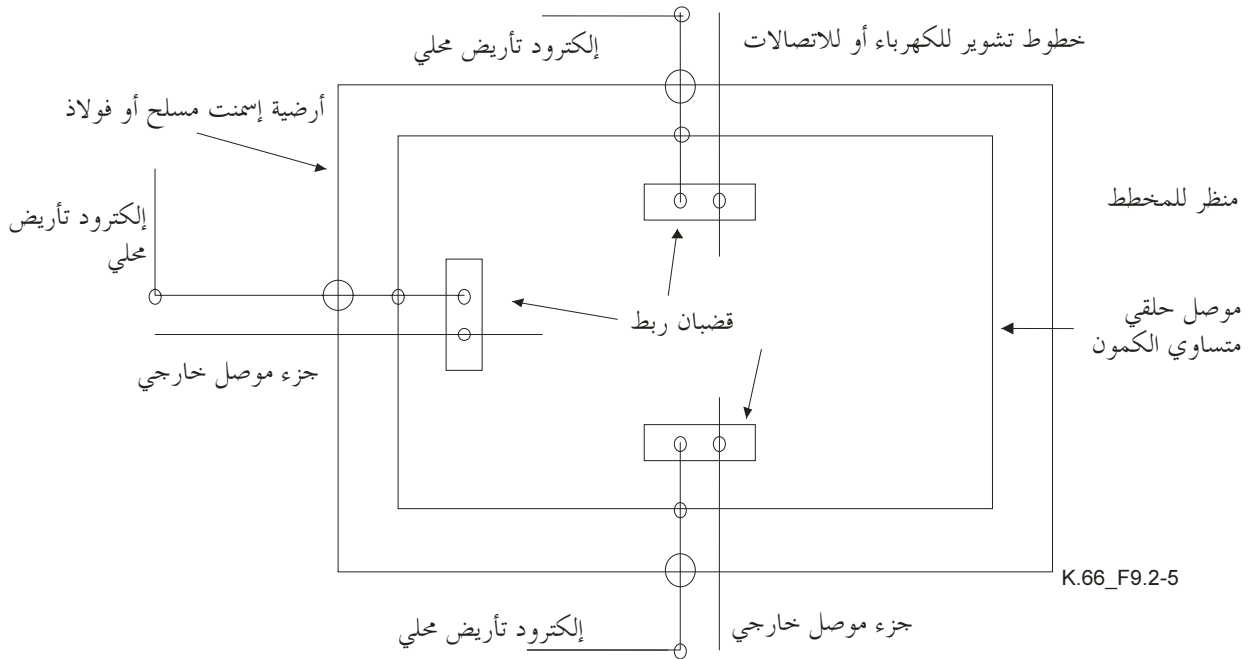 خطوط تشوير للكهرباء أو للاتصالات
إلكترود تأريض محلي
أرضية إسمنت مسلح أو فولاذ
منظر للمخطط
إلكترود تأريض
محلي
موصل حلقي
متساوي الكمون
قضبان ربط
جزء موصل خارجي
K.66_F9.2-5
جزء موصل خارجي
إلكترود تأريض محلي